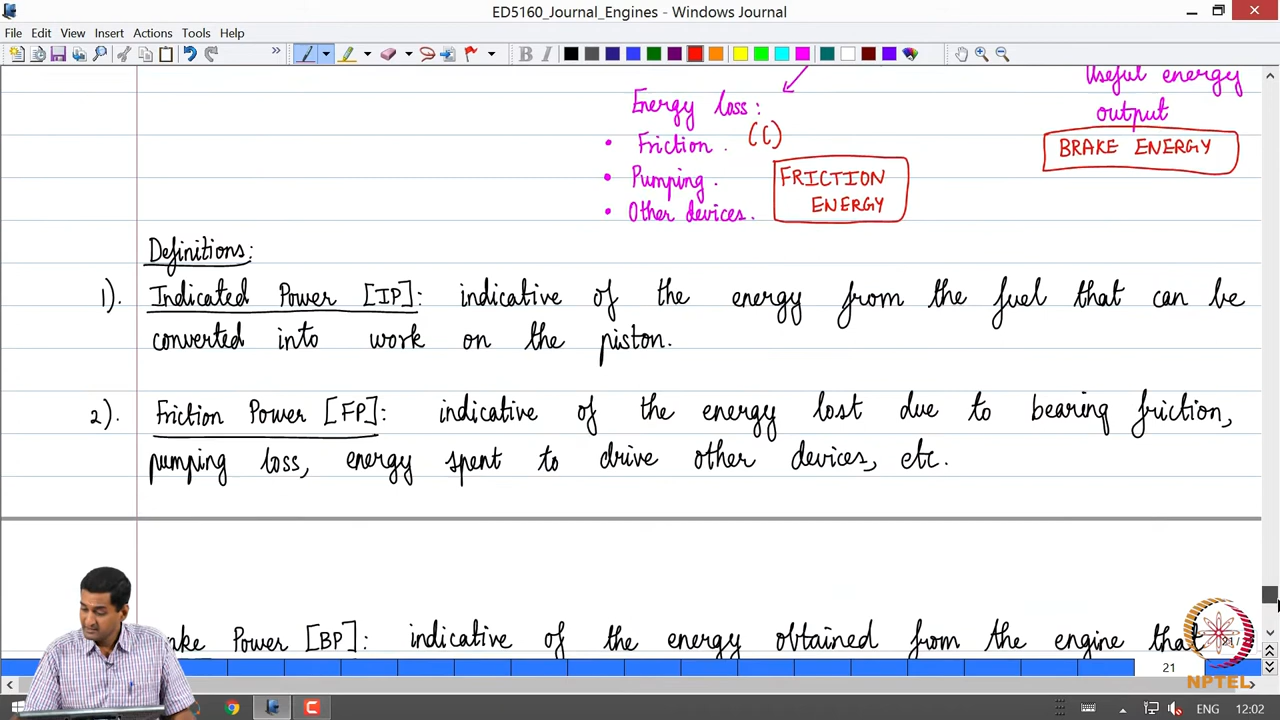 ED5160_Journal_Engines - Windows Journal
File Edit View Insert Actions Tools Help
Useful energy
output
BRAKE ENERGY
Energy loss:
• Friction. (C)
• Pumping.
• Other devices.
FRICTION
ENERGY
Definitions:
1). Indicated Power [IP]: indicative of the energy from the fuel that can be
converted into work on the piston.
2). Friction Power [FP]: indicative of the energy lost due to bearing friction,
pumping loss, energy spent to drive other devices, etc.
Power [BP]: indicative of the energy obtained from the engine that
21
NPTEL
ENG 12:02